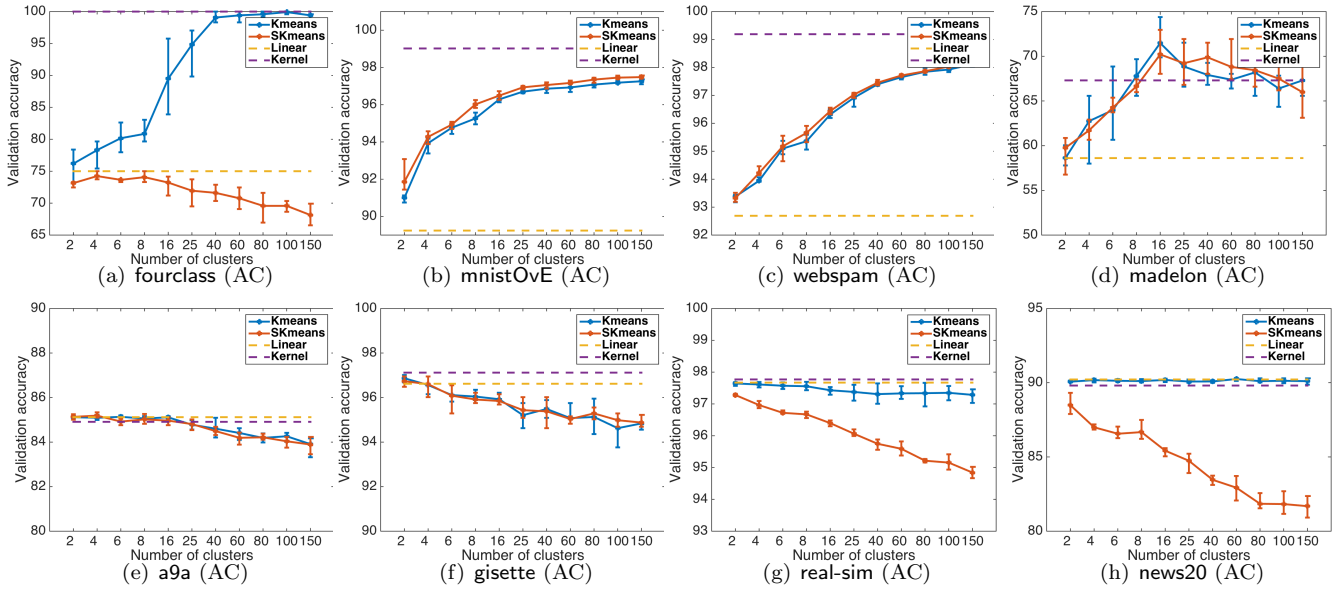 100
95
90
85
80
75
70
65
Validation accuracy
2 4 6 8 16 25 40 60 80 100 150
Number of clusters
Kmeans
SKmeans
Linear
Kernel
(a) fourclass (AC)
100
98
96
94
92
90
Validation accuracy
2 4 6 8 16 25 40 60 80 100 150
Number of clusters
Kmeans
SKmeans
Linear
Kernel
(b) mnistOvE (AC)
100
99
98
97
96
95
94
93
92
Validation accuracy
2 4 6 8 16 25 40 60 80 100 150
Number of clusters
Kmeans
SKmeans
Linear
Kernel
(c) webspam (AC)
75
70
65
60
55
50
Validation accuracy
2 4 6 8 16 25 40 60 80 100 150
Number of clusters
Kmeans
SKmeans
Linear
Kernel
(d) madelon (AC)
90
88
86
84
82
80
Validation accuracy
2 4 6 8 16 25 40 60 80 100 150
Number of clusters
Kmeans
SKmeans
Linear
Kernel
(e) a9a (AC)
100
98
96
94
92
90
Validation accuracy
2 4 6 8 16 25 40 60 80 100 150
Number of clusters
Kmeans
SKmeans
Linear
Kernel
(f) gisette (AC)
100
99
98
97
96
95
94
93
Validation accuracy
2 4 6 8 16 25 40 60 80 100 150
Number of clusters
Kmeans
SKmeans
Linear
Kernel
(g) real-sim (AC)
95
90
85
80
Validation accuracy
2 4 6 8 16 25 40 60 80 100 150
Number of clusters
Kmeans
SKmeans
Linear
Kernel
(h) news20 (AC)